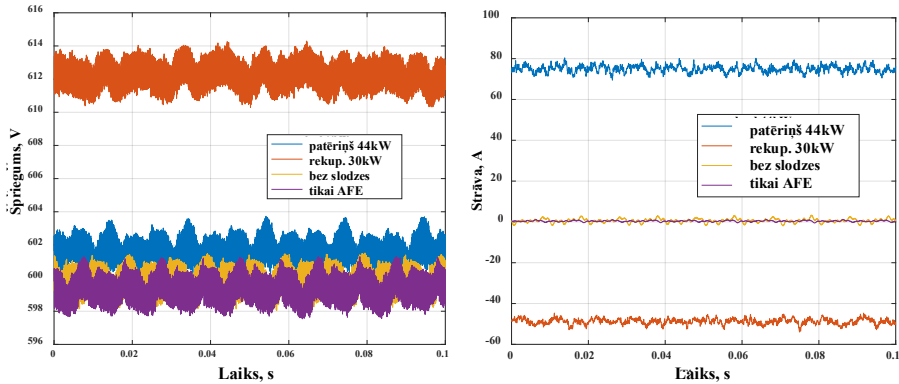 616
614
612
610
608
606
604
602
600
598
596
Spriegums, V
patēriņš 44kW
rekup. 30kW
bez slodzes
tikai AFE
0
0.02
0.04
0.06
0.08
0.1
Laiks, s
100
80
60
40
20
0
-20
-40
-60
Strāva, A
patēriņš 44kW
rekup. 30kW
bez slodzes
tikai AFE
0
0.02
0.04
0.06
0.08
0.1
Laiks, s